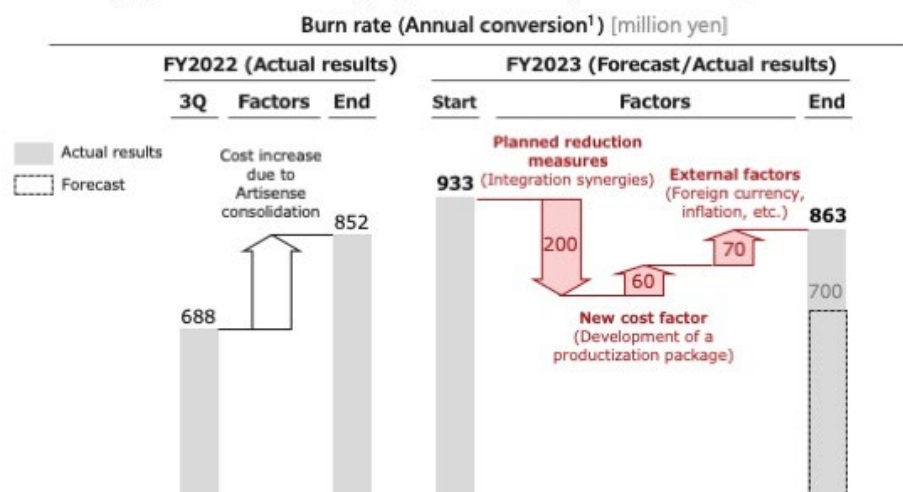 Burn rate (Annual conversion¹) [million yen]
FY2022 (Actual results)
FY2023 (Forecast/Actual results)
3Q
Factors
End
Start
Factors
End
Actual results
Forecast
Cost increase
due to
Artisense
consolidation
688
852
933
Planned reduction
measures
(Integration synergies)
200
60
New cost factor
(Development of a
productization package)
External factors
(Foreign currency,
inflation, etc.)
70
863
700